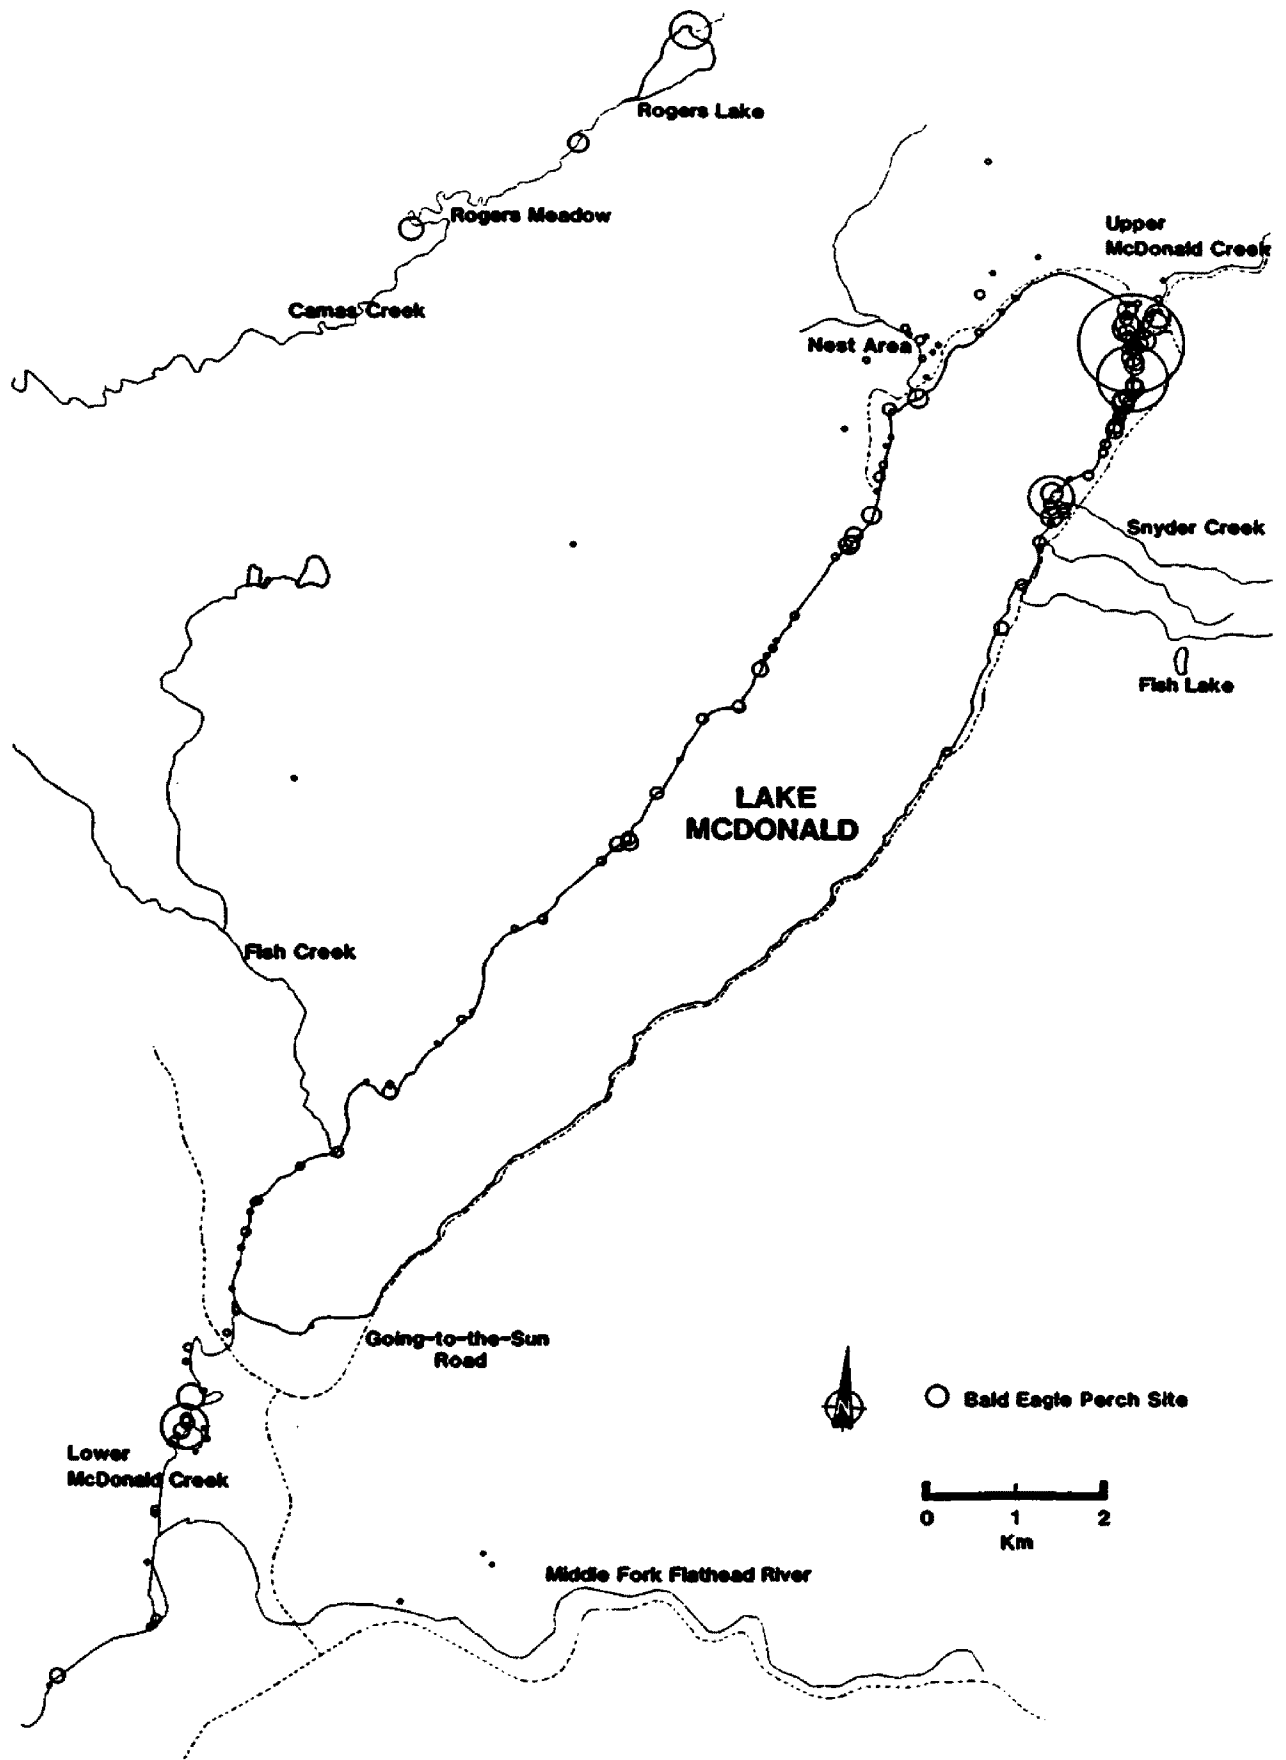 Rogers Lake
Rogers Meadow
Upper
McDonald Creek
Camas Creek
Nest Area
Snyder Creek
Fish Lake
LAKE
MCDONALD
Fish Creek
Going-to-the-Sun
Road
N
Bald Eagle Perch Site
Lower
McDonald Creek
0 1 2
Km
Middle Fork Flathead River